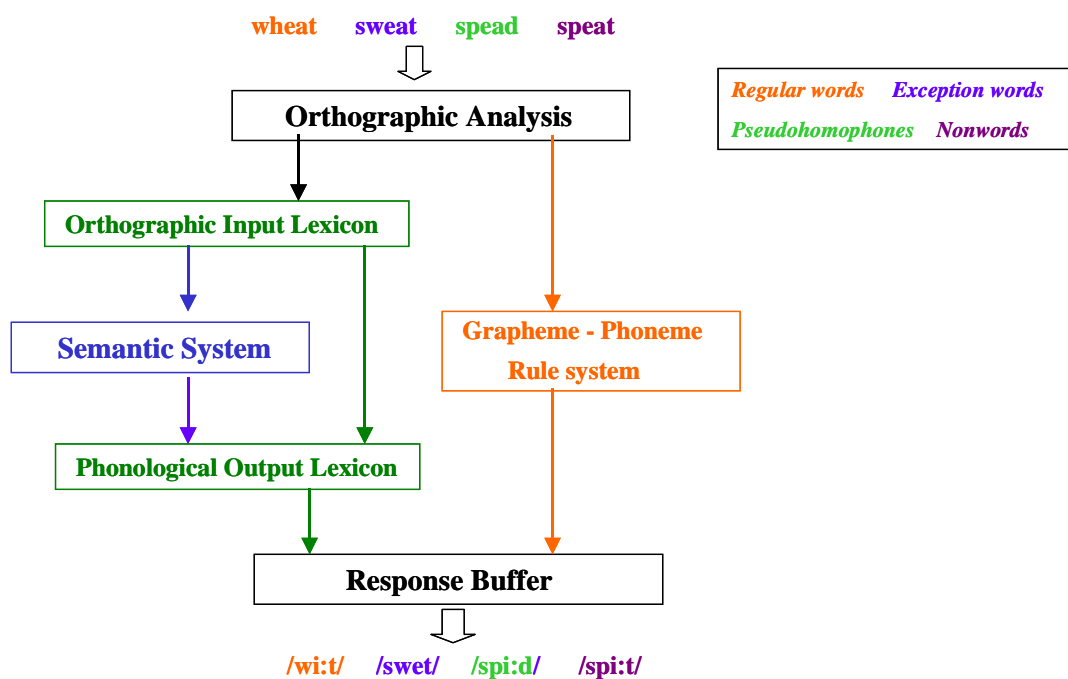 wheat sweat spead speat
Orthographic Analysis
Regular words Exception words
Pseudohomophones Nonwords
Orthographic Input Lexicon
Semantic System
Grapheme - Phoneme
Rule system
Phonological Output Lexicon
Response Buffer
/wi:t/ /swet/ /spi:d/ /spi:t/